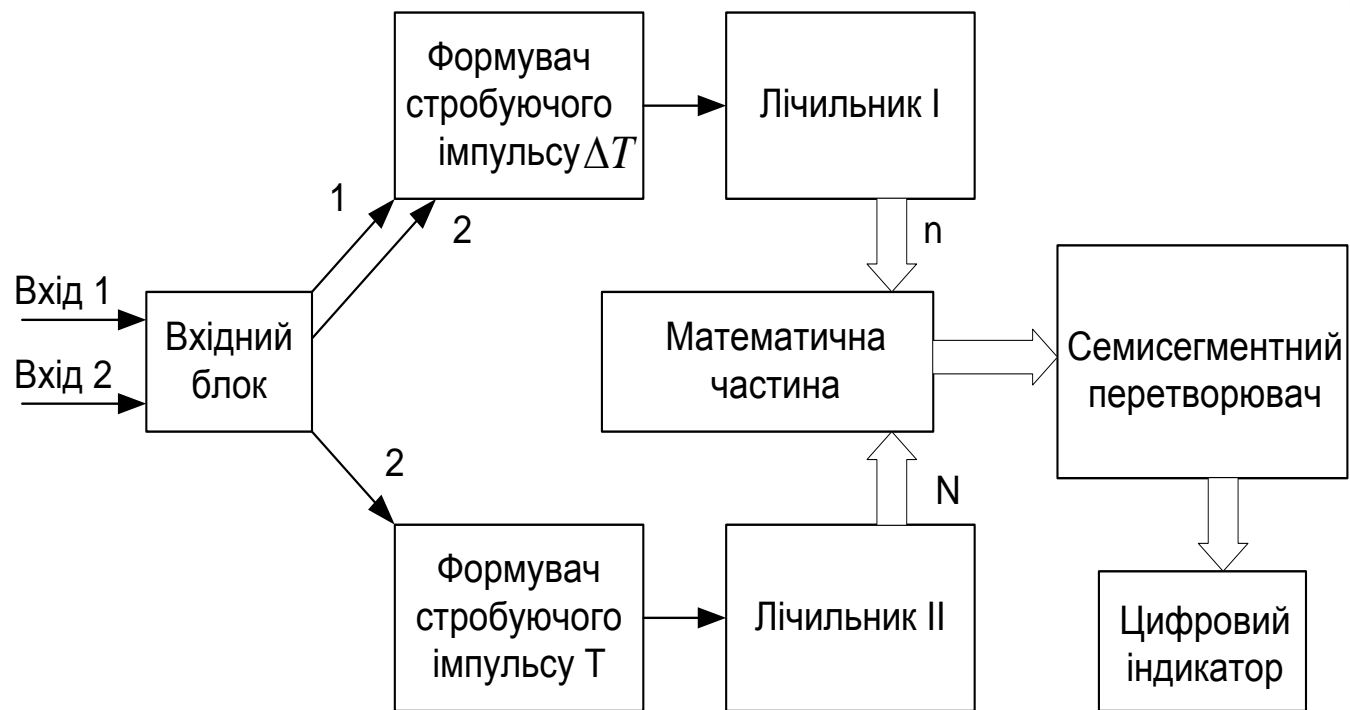 Формувач
стробуючого
імпульсу ΔT
Лічильник I
1
2
n
Вхід 1
Вхід 2
Вхідний
блок
Математична
частина
Семисегментний
перетворювач
2
N
Формувач
стробуючого
імпульсу T
Лічильник II
Цифровий
індикатор